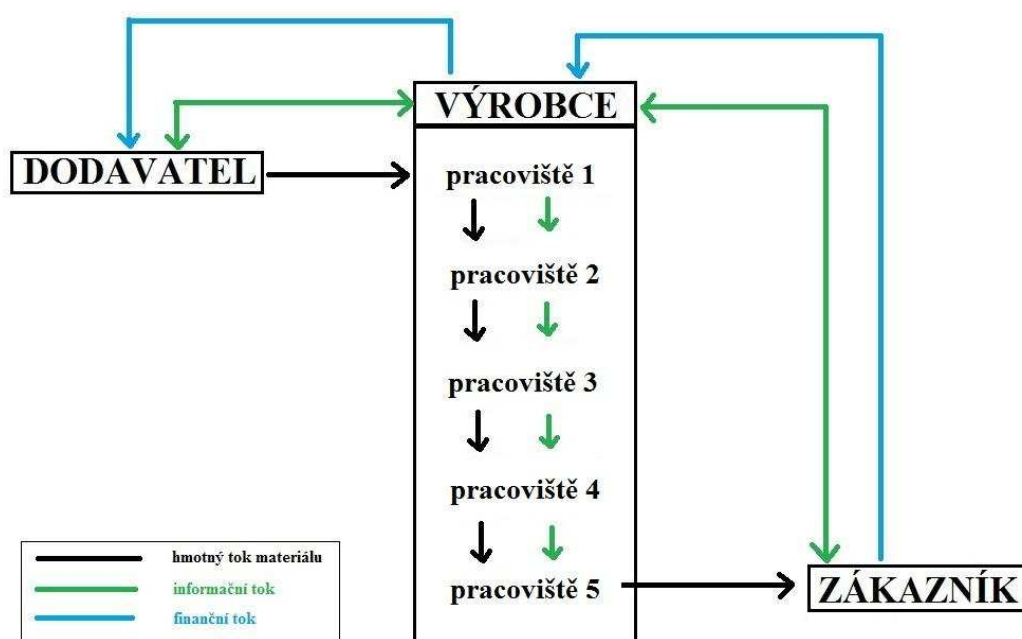 VÝROBCE
DODAVATEL
pracoviště 1
pracoviště 2
pracoviště 3
pracoviště 4
pracoviště 5
ZÁKAZNÍK
hmotný tok materiálu
informační tok
finanční tok